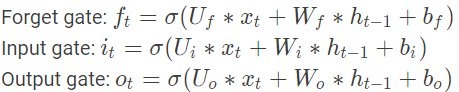 Forget gate: f_t = σ(U_f * x_t + W_f * h_{t-1} + b_f)
Input gate: i_t = σ(U_i * x_t + W_i * h_{t-1} + b_i)
Output gate: o_t = σ(U_o * x_t + W_o * h_{t-1} + b_o)